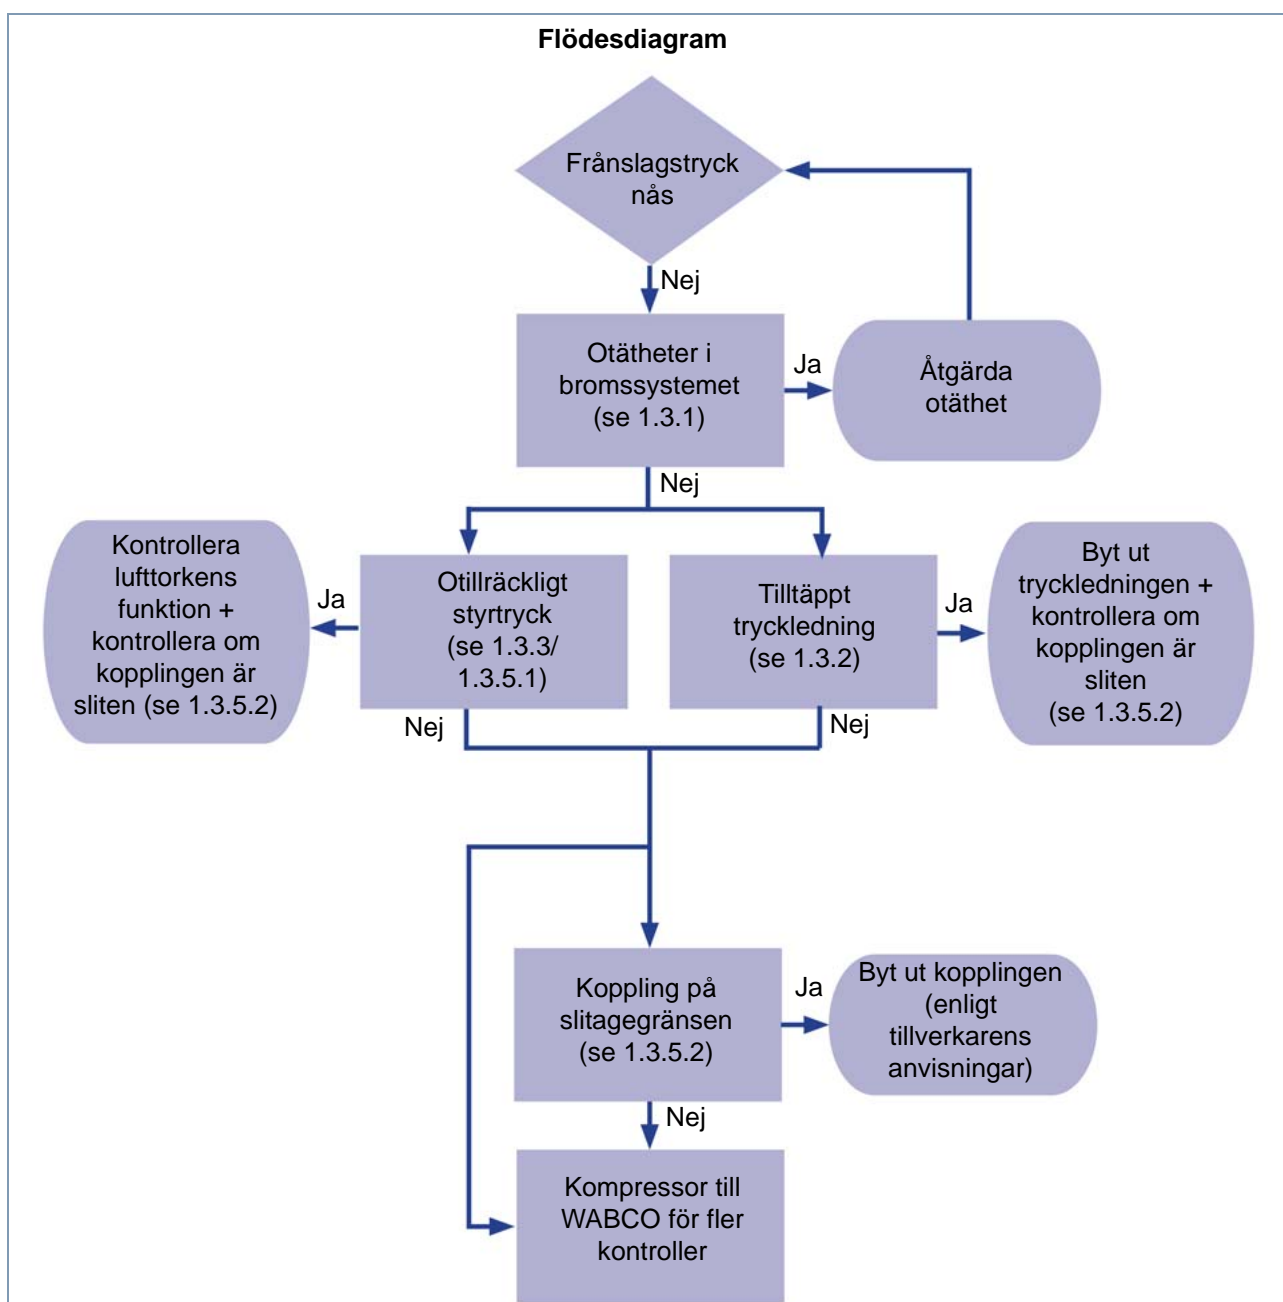 Flödesdiagram
Frånslagstryck
nås
Nej
Otätheter i
bromssystemet
(se 1.3.1)
Ja
Åtgärda
otäthet
Nej
Kontrollera
lufttorkens
funktion +
kontrollera om
kopplingen är
sliten (se 1.3.5.2)
Ja
Otillräckligt
styrtryck
(se 1.3.3/
1.3.5.1)
Nej
Tilltäppt
tryckledning
(se 1.3.2)
Nej
Ja
Byt ut
tryckledningen +
kontrollera om
kopplingen är
sliten
(se 1.3.5.2)
Koppling på
slitagegränsen
(se 1.3.5.2)
Ja
Byt ut kopplingen
(enligt
tillverkarens
anvisningar)
Nej
Kompressor till
WABCO för fler
kontroller